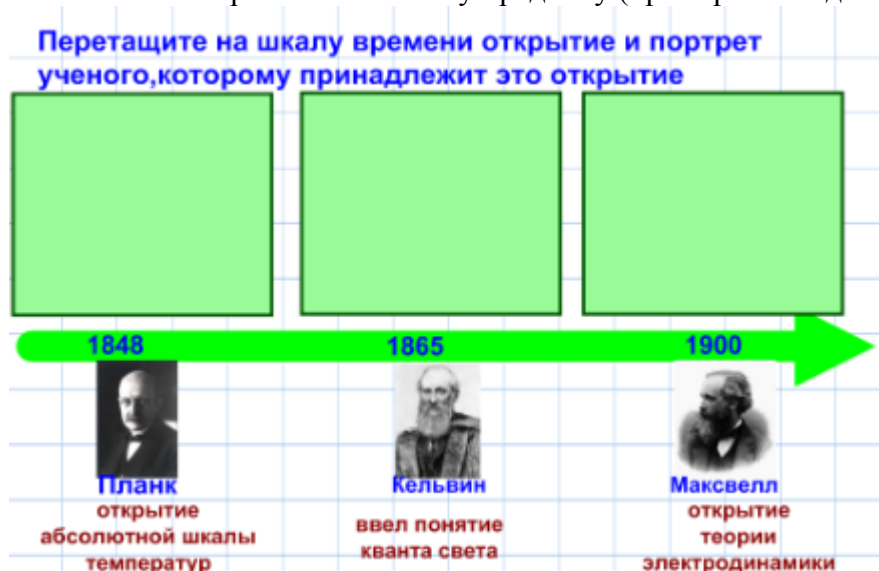 Перетащите на шкалу времени открытие и портрет
ученого,которому принадлежит это открытие
1848 1865 1900
Планк Кельвин Максвелл
открытие
абсолютной шкалы
температур
ввел понятие
кванта света
открытие
теории
электродинамики